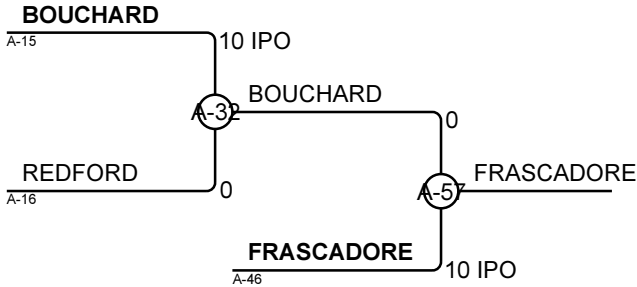 BOUCHARD
A-15
10 IPO
A-32
BOUCHARD
REDFORD
A-16
0
0
A-57
FRASCADORE
FRASCADORE
A-46
10 IPO